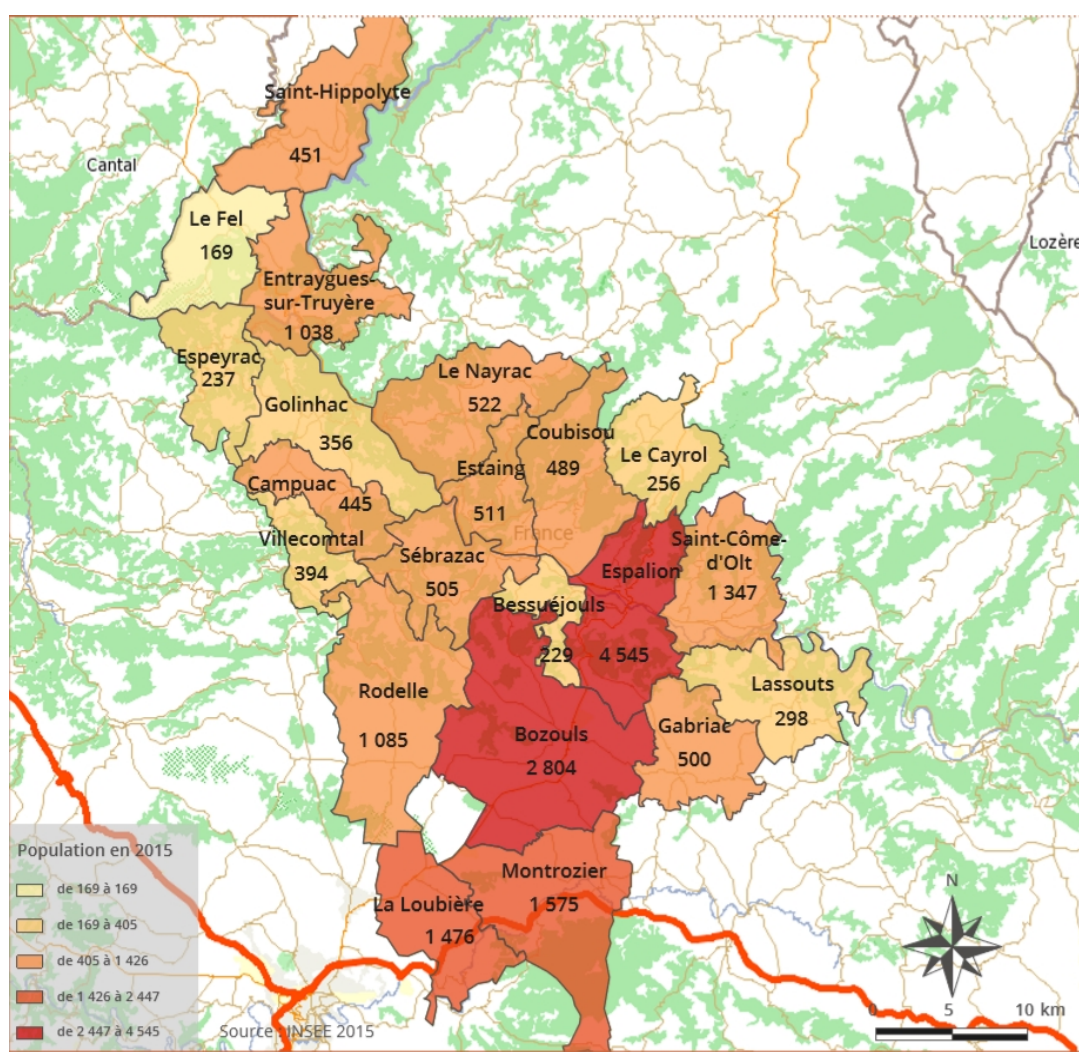 Saint-Hippolyte
451
Cantal
Le Fel
169
Lozère
Entraygues-
sur-Truyère
1 038
Espeyrac
237
Le Nayrac
522
Golinhac
356
Coubisou
489
Le Cayrol
256
Estaing
511
Campuac
445
France
Villecomtal
394
Saint-Côme-
d'Olt
1 347
Sébrazac
505
Espalion
4 545
Bessuéjouls
229
Rodelle
1 085
Lassouts
298
Gabriac
500
Bozouls
2 804
Montrozier
1 575
La Loubière
1 476
Population en 2015
de 169 à 169
de 169 à 405
de 405 à 1 426
de 1 426 à 2 447
de 2 447 à 4 545
Source : INSEE 2015
N
0 5 10 km